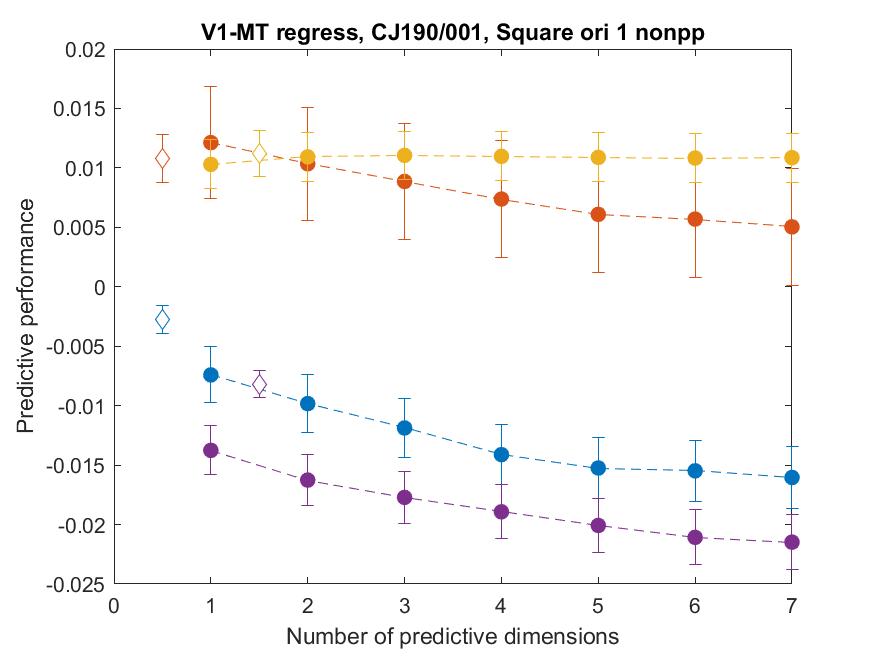 V1-MT regress, CJ190/001, Square ori 1 nonpp
0.02
0.015
0.01
0.005
0
-0.005
-0.01
-0.015
-0.02
-0.025
Predictive performance
0 1 2 3 4 5 6 7
Number of predictive dimensions